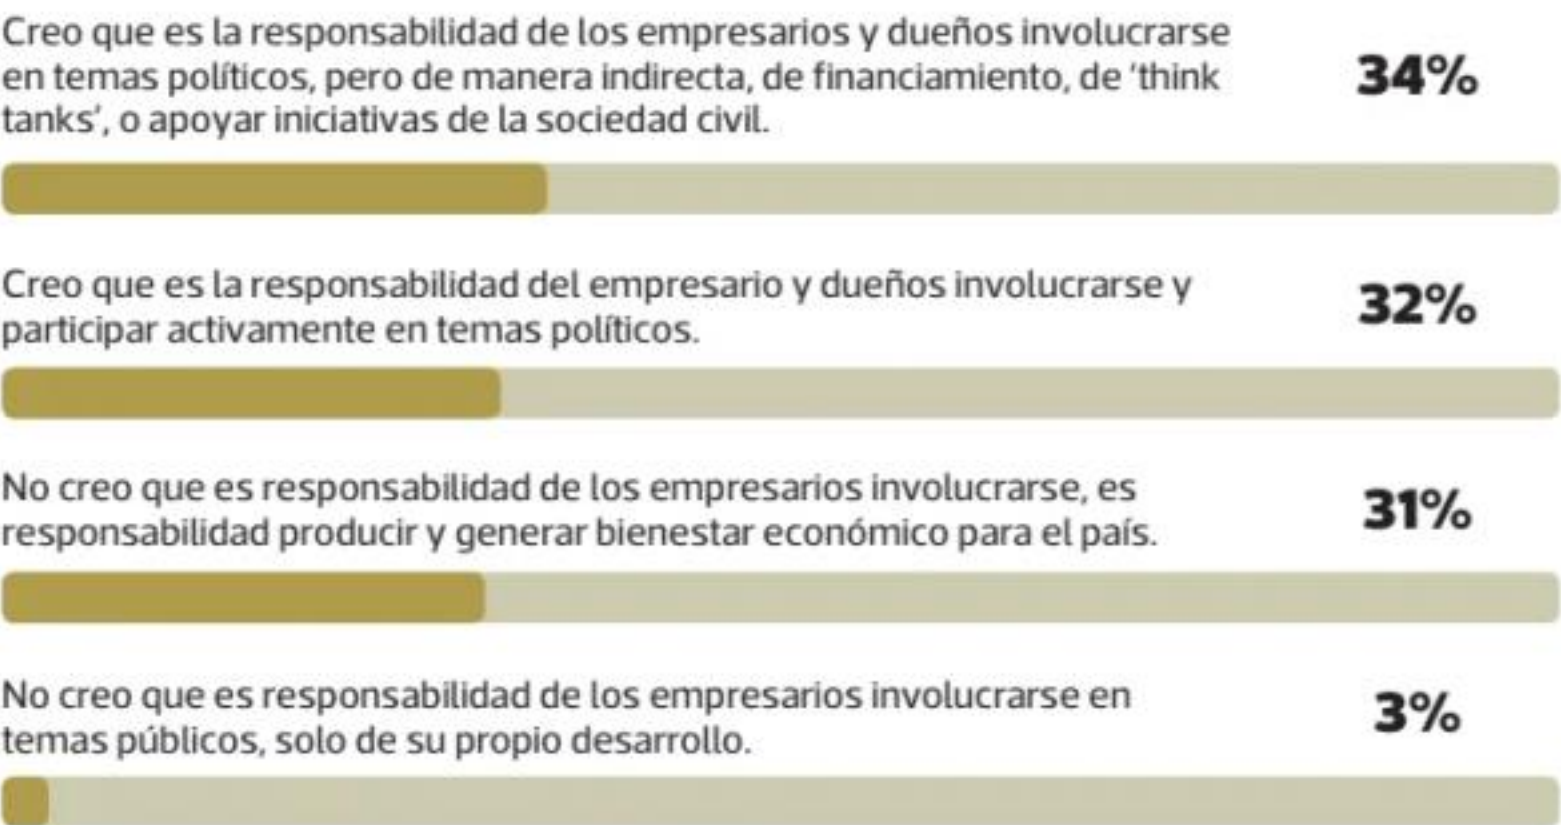 Creo que es la responsabilidad de los empresarios y dueños involucrarse
en temas políticos, pero de manera indirecta, de financiamiento, de ‘think
tanks’, o apoyar iniciativas de la sociedad civil.
34%
Creo que es la responsabilidad del empresario y dueños involucrarse y
participar activamente en temas políticos.
32%
No creo que es responsabilidad de los empresarios involucrarse, es
responsabilidad producir y generar bienestar económico para el país.
31%
No creo que es responsabilidad de los empresarios involucrarse en
temas públicos, solo de su propio desarrollo.
3%